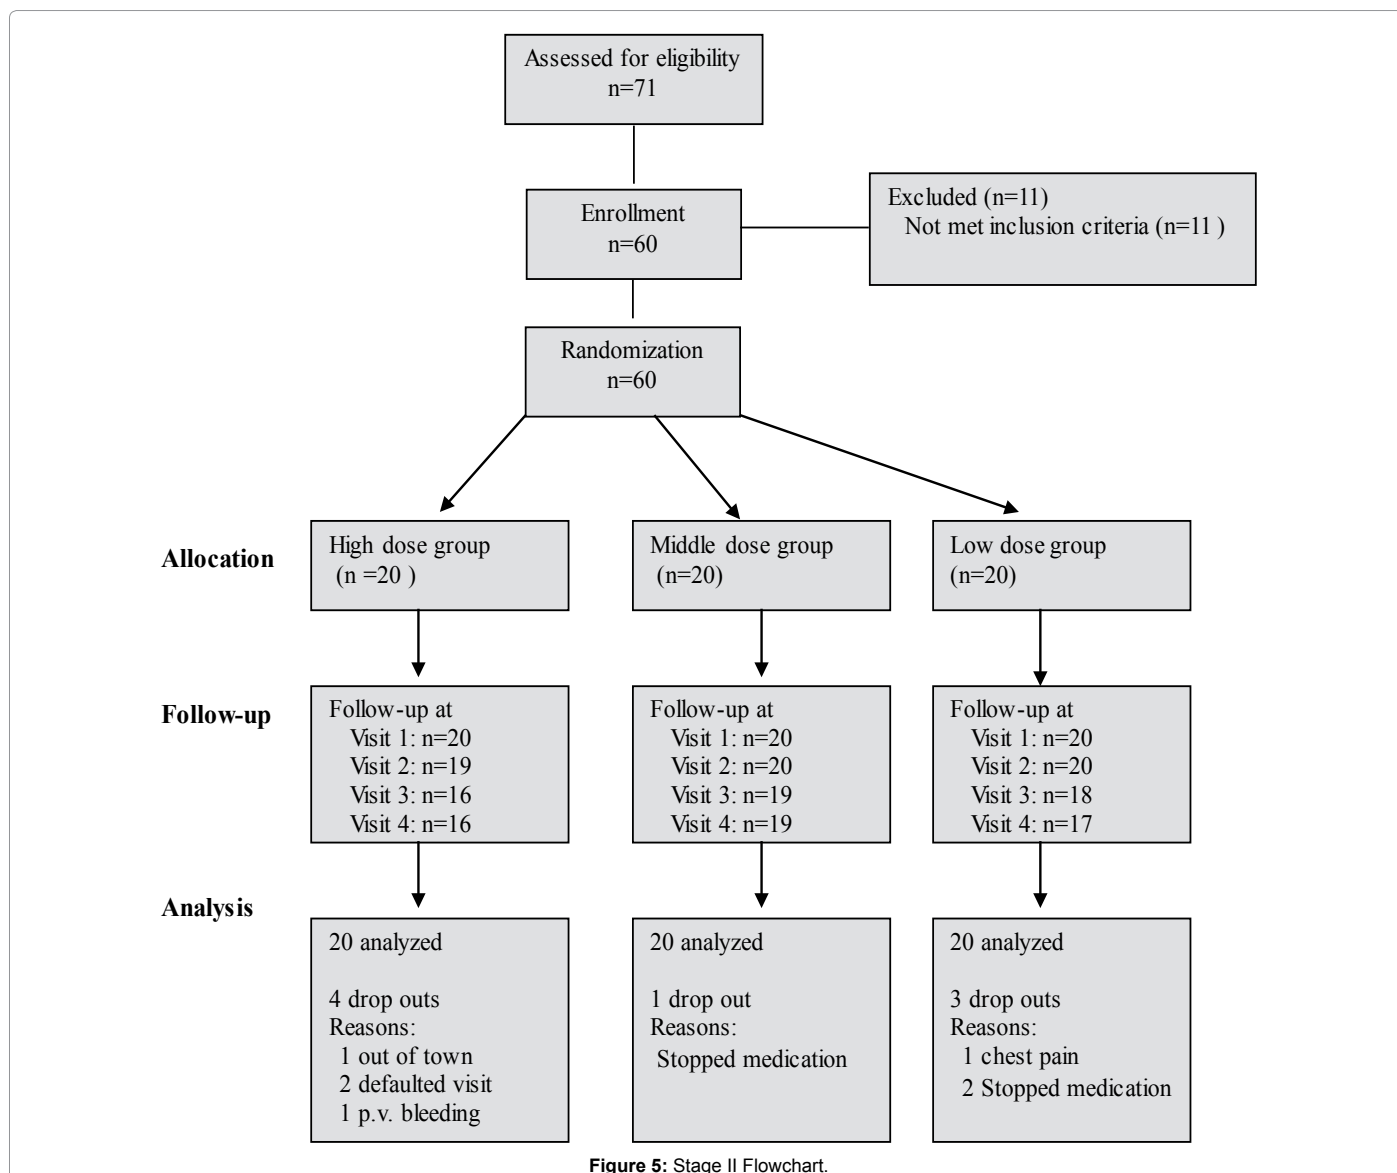 Assessed for eligibility
n=71
Enrollment
n=60
Excluded (n=11)
Not met inclusion criteria (n=11 )
Randomization
n=60
Allocation
High dose group
(n =20 )
Middle dose group
(n=20)
Low dose group
(n=20)
Follow-up
Follow-up at
Visit 1: n=20
Visit 2: n=19
Visit 3: n=16
Visit 4: n=16
Follow-up at
Visit 1: n=20
Visit 2: n=20
Visit 3: n=19
Visit 4: n=19
Follow-up at
Visit 1: n=20
Visit 2: n=20
Visit 3: n=18
Visit 4: n=17
Analysis
20 analyzed
4 drop outs
Reasons:
1 out of town
2 defaulted visit
1 p.v. bleeding
20 analyzed
1 drop out
Reasons:
Stopped medication
20 analyzed
3 drop outs
Reasons:
1 chest pain
2 Stopped medication
Figure 5: Stage II Flowchart.